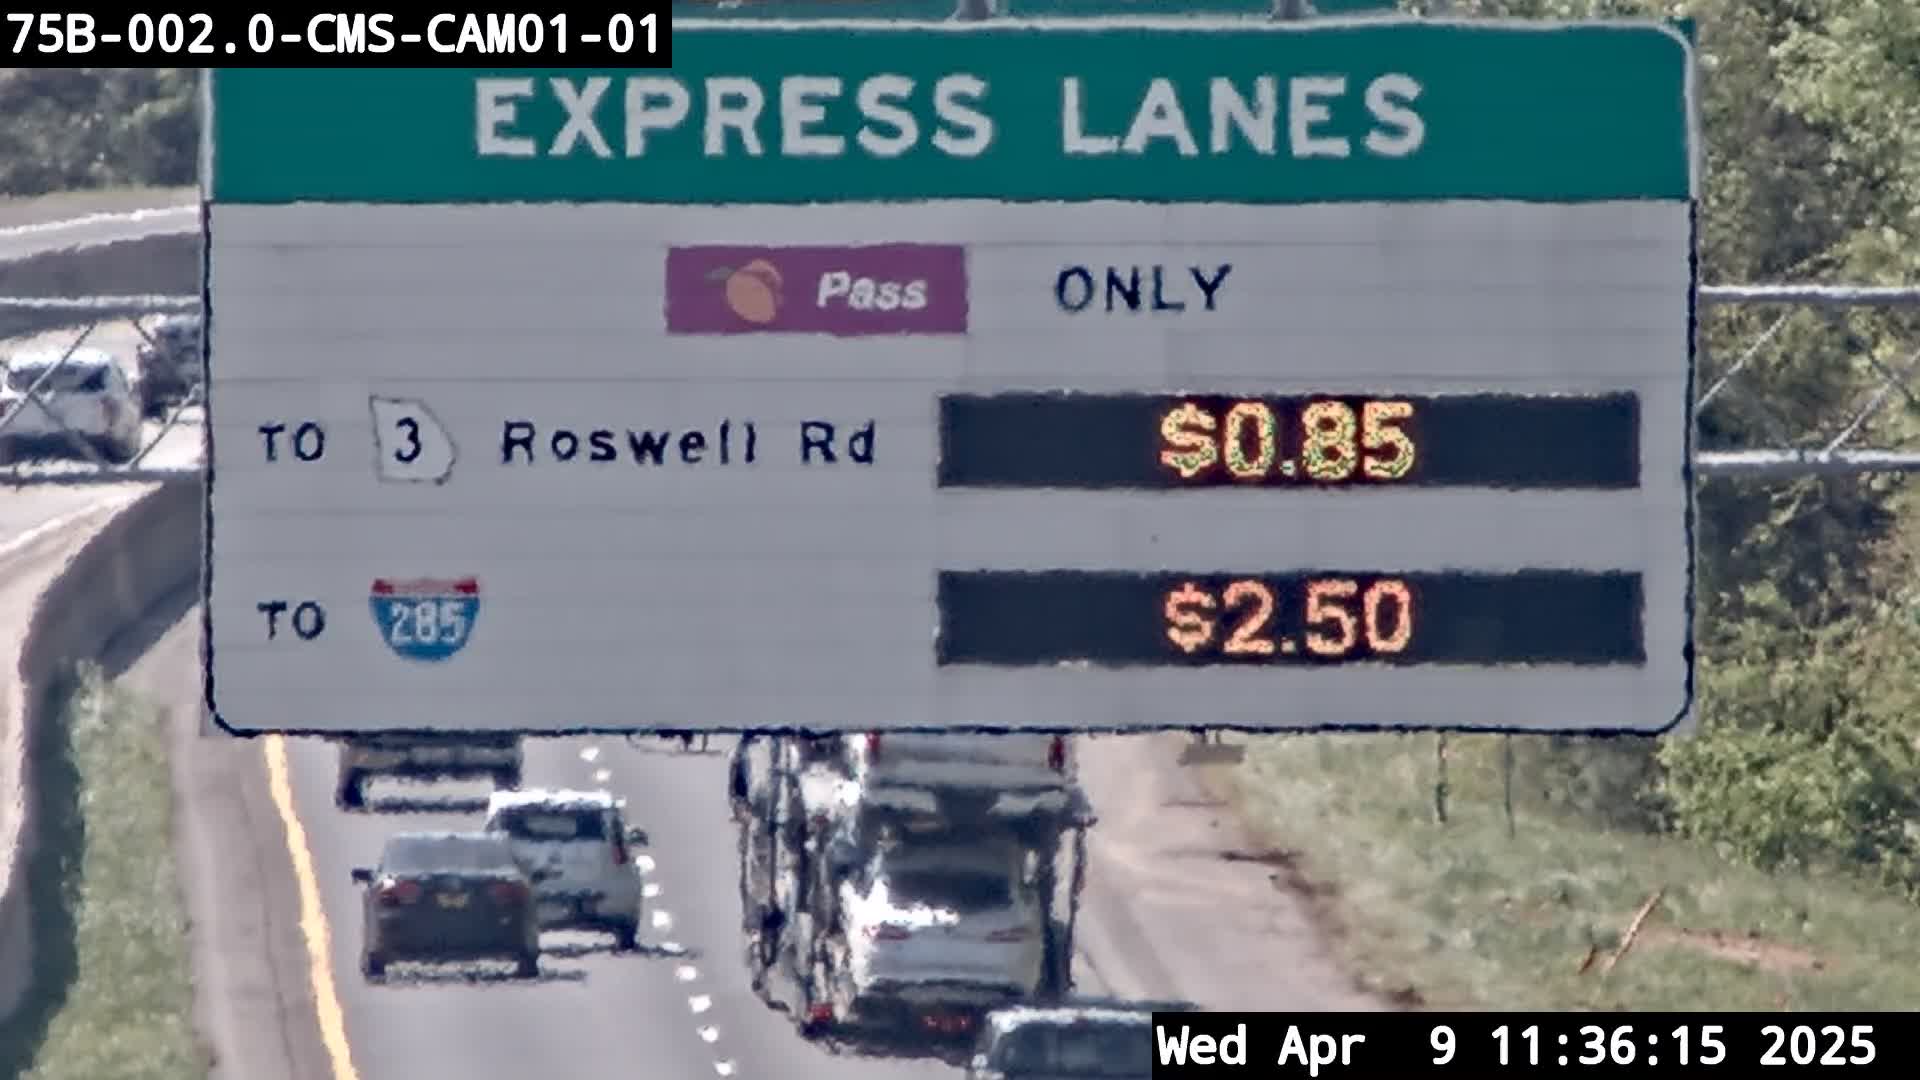 75B-002.0-CMS-CAM01-01
EXPRESS LANES
Pass ONLY
TO 3 Roswell Rd $0.85
TO 285 $2.50
Wed Apr 9 11:36:15 2025